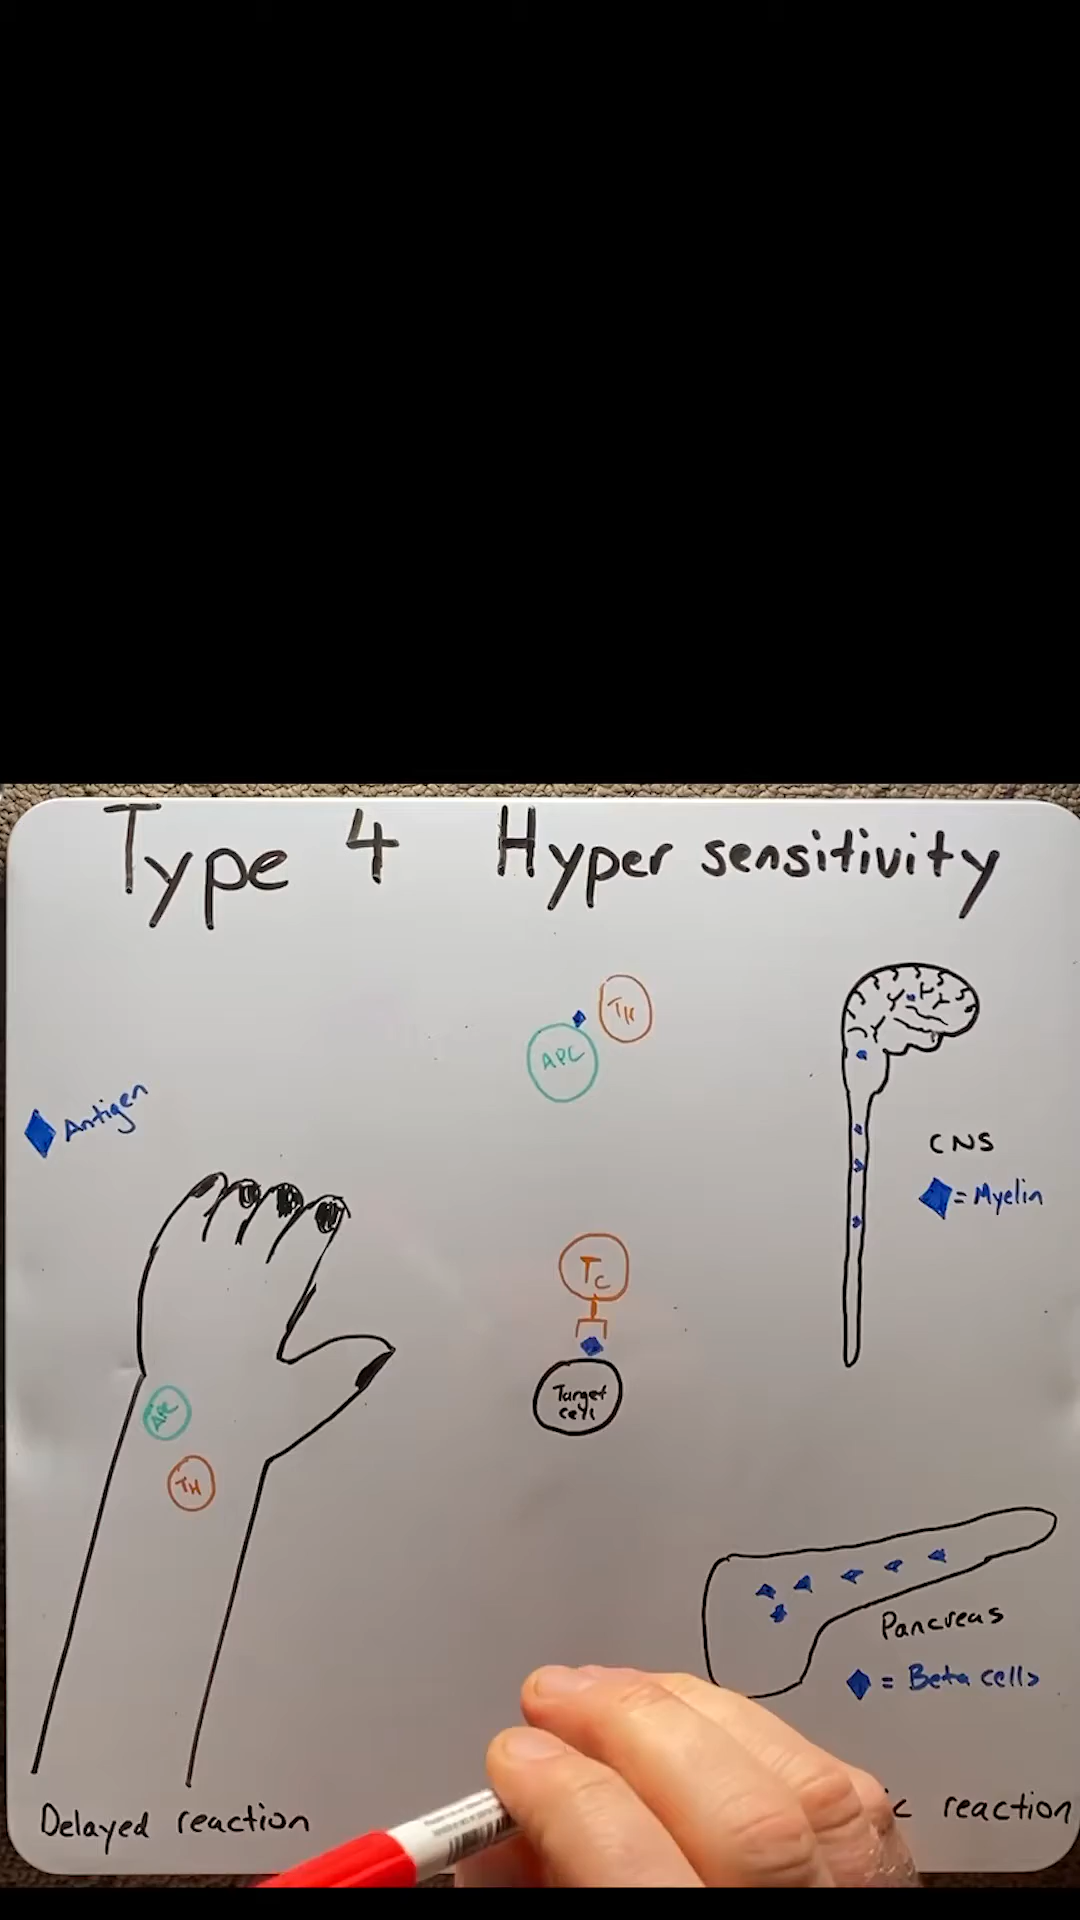 Type 4 Hyper sensitivity
TH
APC
Antigen
CNS
= Myelin
TC
Target
cell
APC
TH
Pancreas
= Beta cells
Delayed reaction
reaction